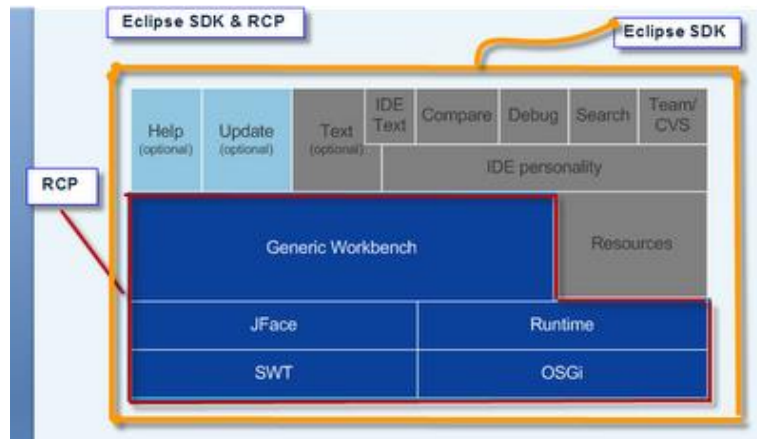 Eclipse SDK & RCP
Eclipse SDK
Help
(optional)
Update
(optional)
Text
(optional)
IDE
Text
Compare
Debug
Search
Team/
CVS
IDE personality
RCP
Generic Workbench
Resources
JFace
Runtime
SWT
OSGi